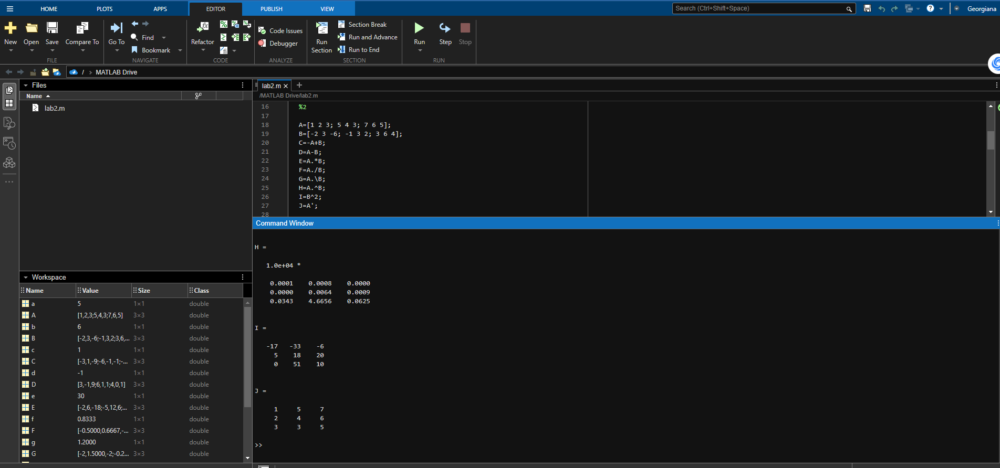 HOME PLOTS APPS EDITOR PUBLISH VIEW Search (Ctrl+Shift+Space) Georgiana
New Open Save Compare To Go To Find Bookmark Refactor Code Issues Debugger Run Section Section Break Run and Advance Run to End Run Step Stop
FILE NAVIGATE CODE ANALYZE SECTION RUN
/ > MATLAB Drive
Files
Name
lab2.m
lab2.m
/MATLAB Drive/lab2.m
16 %2
17
18 A=[1 2 3; 5 4 3; 7 6 5];
19 B=[-2 3 -6; -1 3 2; 3 6 4];
20 C=-A+B;
21 D=A-B;
22 E=A.*B;
23 F=A./B;
24 G=A.\B;
25 H=A.^B;
26 I=B^2;
27 J=A';
28
Command Window
H =
1.0e+04 *
0.0001 0.0008 0.0000
0.0000 0.0064 0.0009
0.0343 4.6656 0.0625
I =
-17 -33 -6
5 18 20
0 51 10
J =
1 5 7
2 4 6
3 3 5
>>
Workspace
Name Value Size Class
a 5 1×1 double
A [1,2,3;5,4,3;7,6,5] 3×3 double
b 6 1×1 double
B [-2,3,-6;-1,3,2;3,6,... 3×3 double
c 1 1×1 double
C [-3,1,-9;-6,-1,-1;-... 3×3 double
d -1 1×1 double
D [3,-1,9;6,1,1;4,0,1] 3×3 double
e 30 1×1 double
E [-2,6,-18;-5,12,6;... 3×3 double
f 0.8333 1×1 double
F [-0.5000,0.6667,-... 3×3 double
g 1.2000 1×1 double
G [-2,1.5000,-2;-0.2... 3×3 double